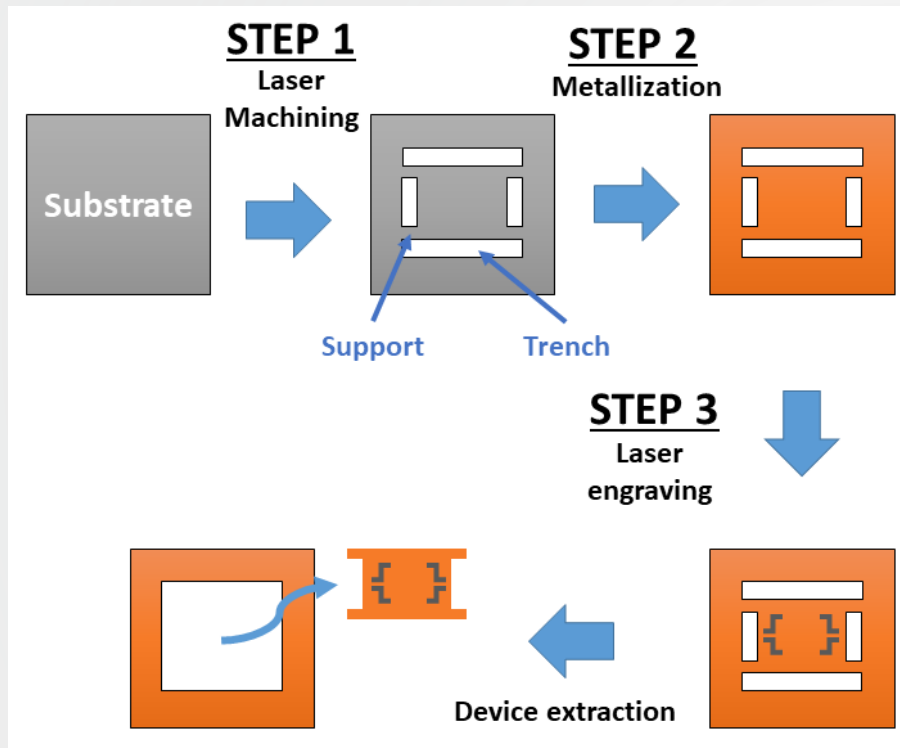 STEP 1
Laser
Machining
STEP 2
Metallization
Substrate
Support
Trench
STEP 3
Laser
engraving
Device extraction